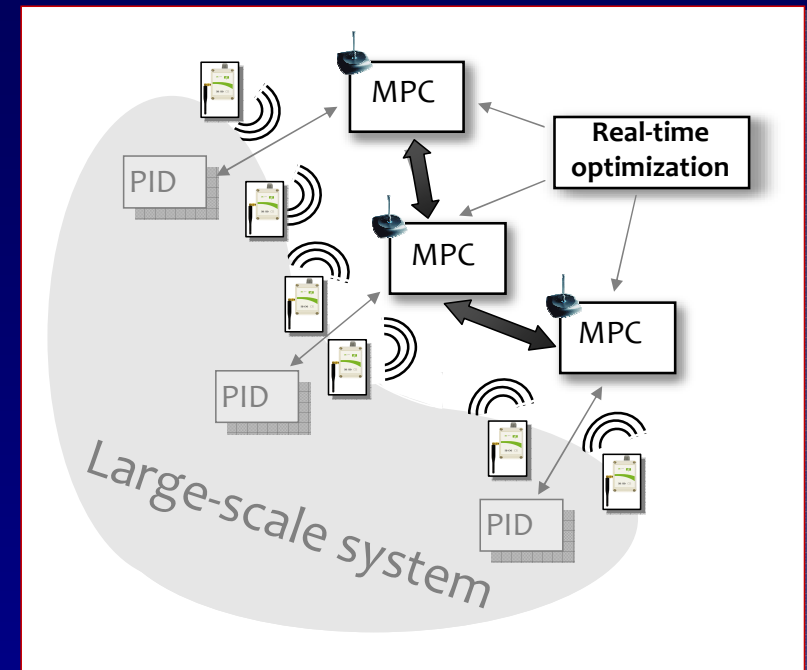 MPC
Real-time
optimization
PID
MPC
MPC
PID
PID
Large-scale system